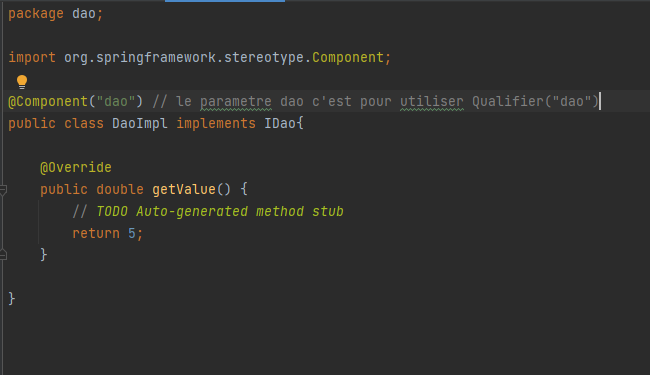 package dao;
import org.springframework.stereotype.Component;
@Component("dao") // le parametre dao c'est pour utiliser Qualifier("dao")
public class DaoImpl implements IDao{
@Override
public double getValue() {
// TODO Auto-generated method stub
return 5;
}
}